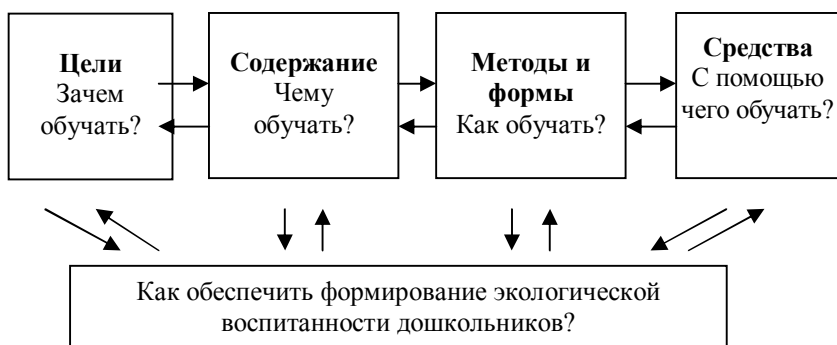 Цели
Зачем
обучать?
Содержание
Чему
обучать?
Методы и
формы
Как обучать?
Средства
С помощью
чего обучать?
Как обеспечить формирование экологической
воспитанности дошкольников?